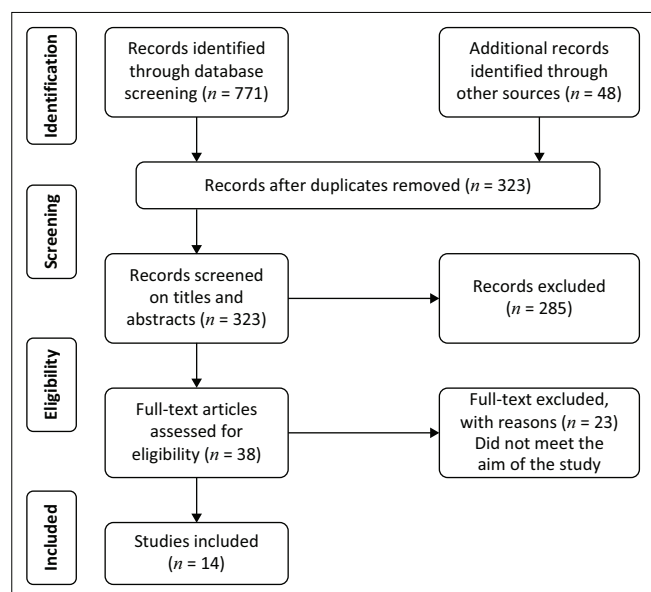 Identification
Records identified
through database
screening (n = 771)
Additional records
identified through
other sources (n = 48)
Records after duplicates removed (n = 323)
Screening
Records screened
on titles and
abstracts (n = 323)
Records excluded
(n = 285)
Eligibility
Full-text articles
assessed for
eligibility (n = 38)
Full-text excluded,
with reasons (n = 23)
Did not meet the
aim of the study
Included
Studies included
(n = 14)